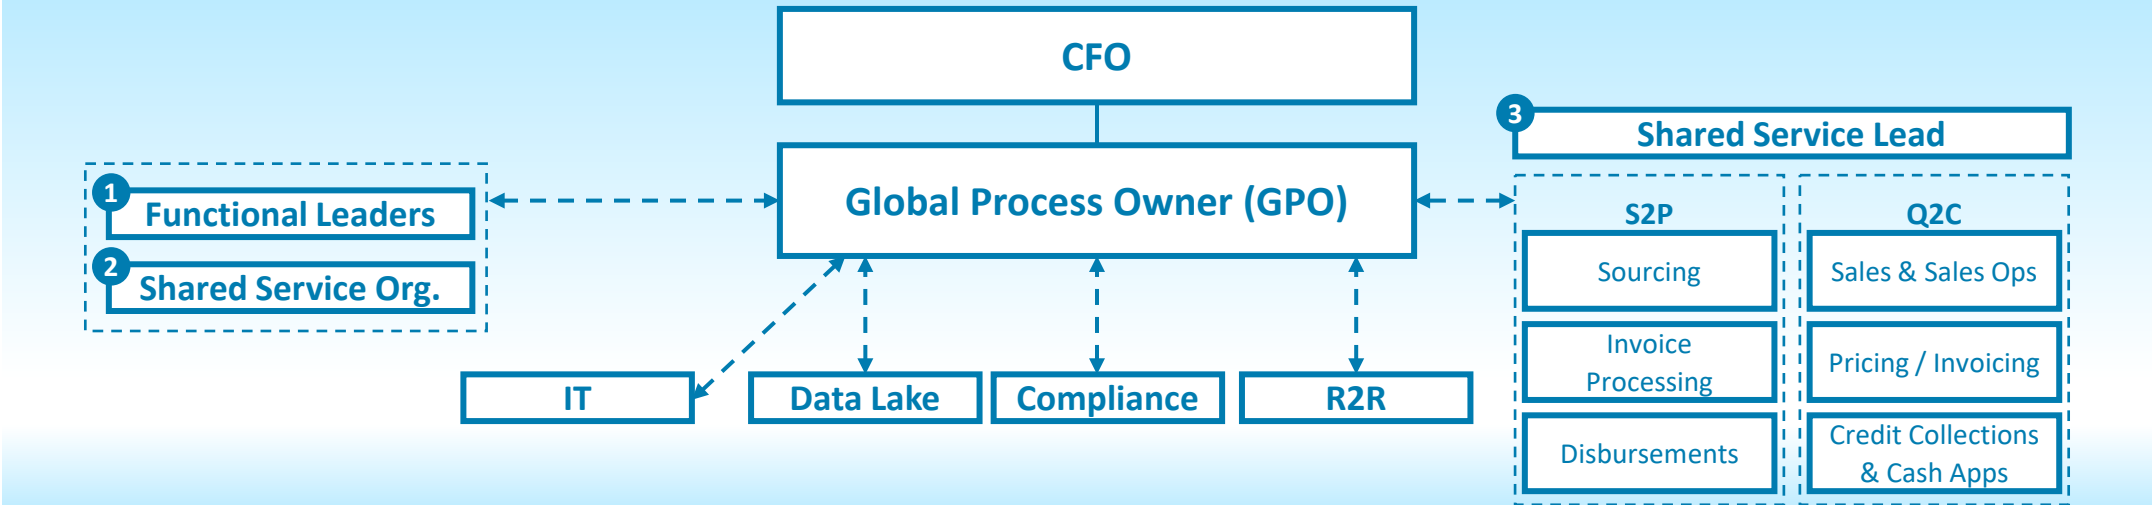 CFO
3
Shared Service Lead
1
Functional Leaders
Global Process Owner (GPO)
2
Shared Service Org.
S2P
Q2C
Sourcing
Sales & Sales Ops
Invoice
Processing
Pricing / Invoicing
Disbursements
Credit Collections
& Cash Apps
IT
Data Lake
Compliance
R2R